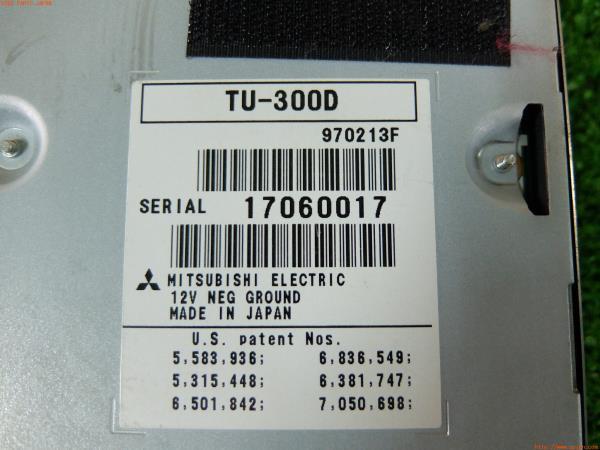 TU-300D
970213F
SERIAL 17060017
MITSUBISHI ELECTRIC
12V NEG GROUND
MADE IN JAPAN
U.S. patent Nos.
5,583,936; 6,836,549;
5,315,448; 6,381,747;
6,501,842; 7,050,698;